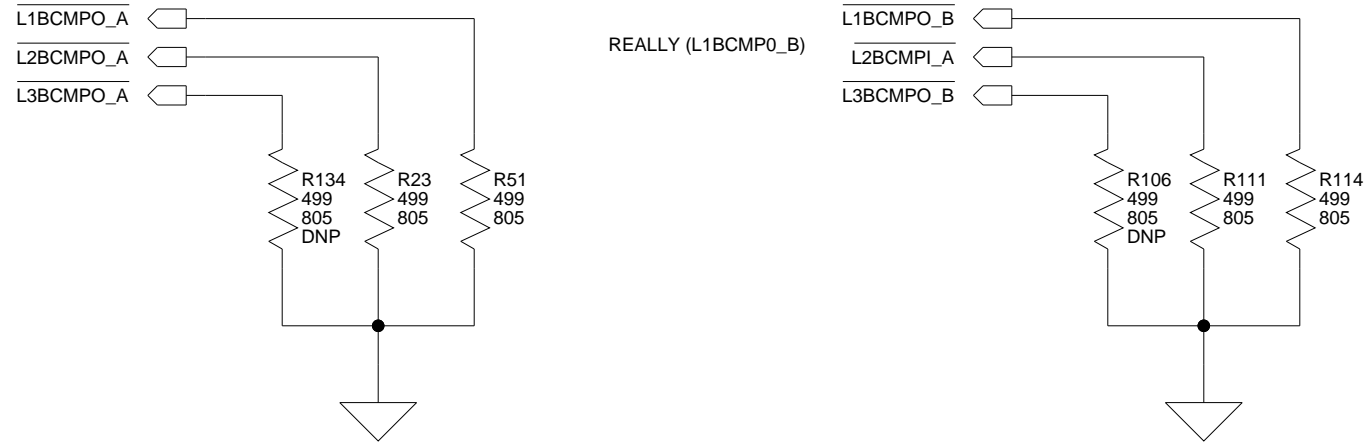 L1BCMPO_A
L2BCMPO_A
L3BCMPO_A
R134
499
805
DNP
R23
499
805
R51
499
805
REALLY (L1BCMP0_B)
L1BCMPO_B
L2BCMPI_A
L3BCMPO_B
R106
499
805
DNP
R111
499
805
R114
499
805